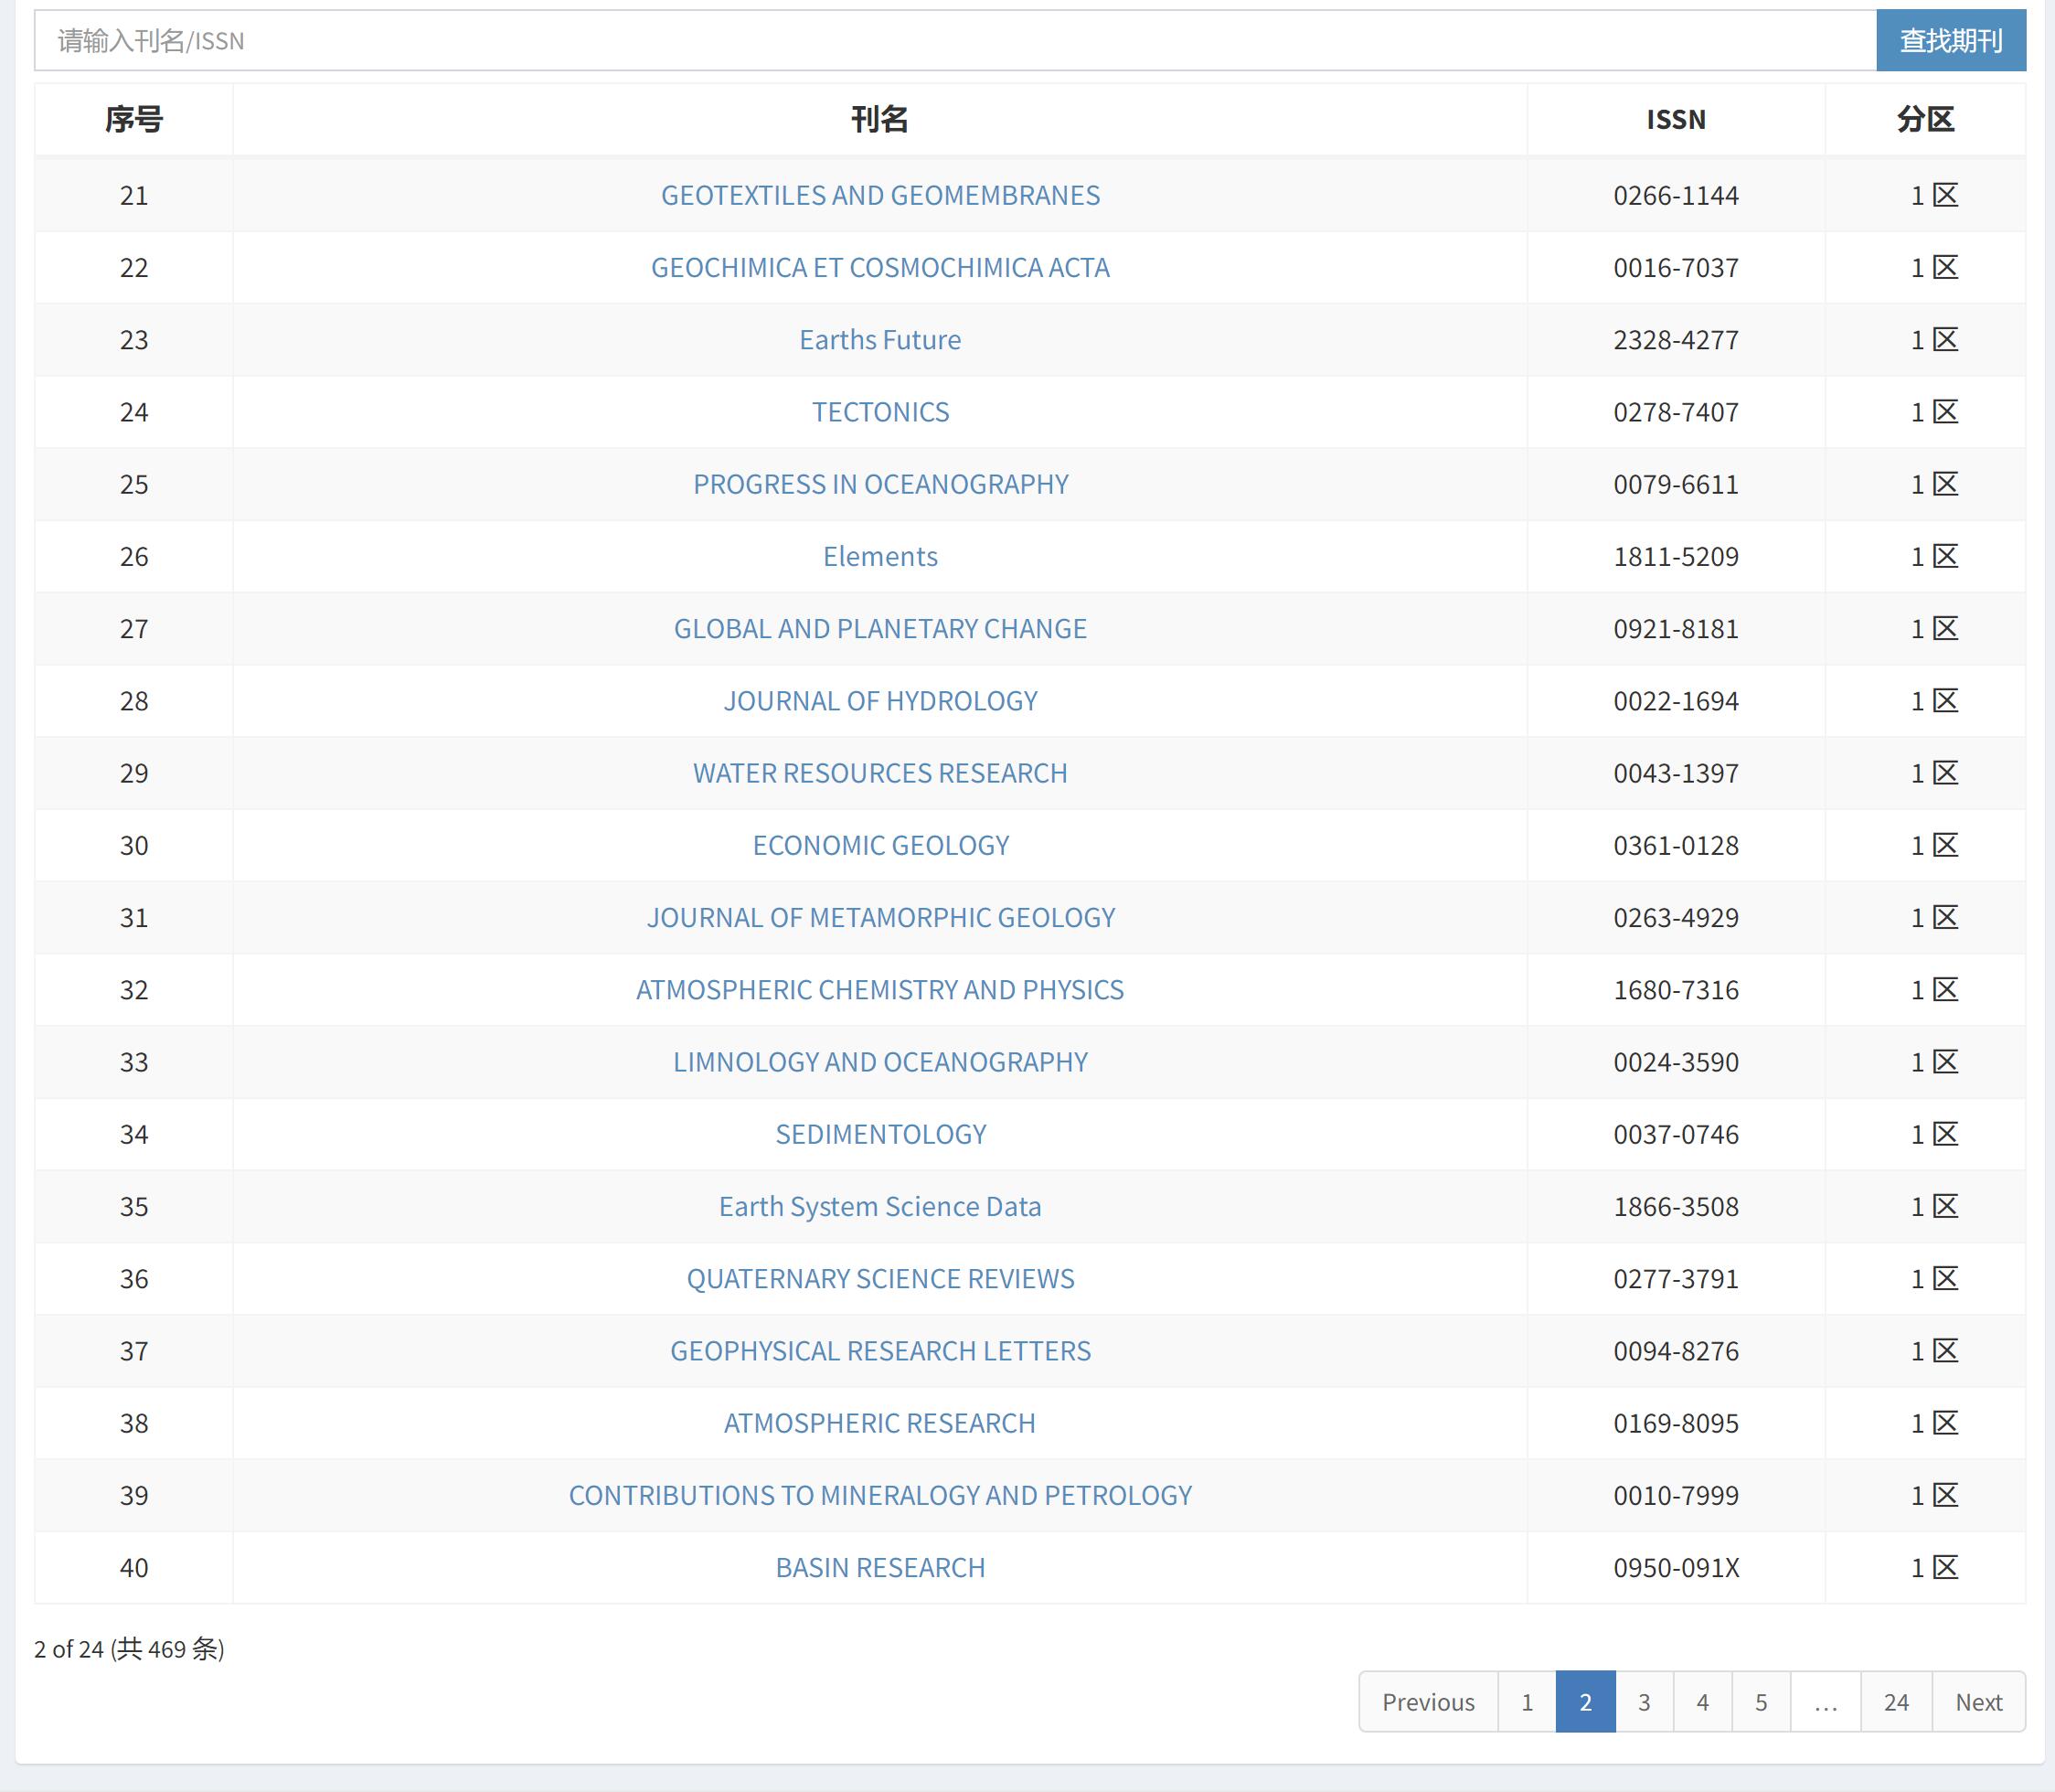 请输入刊名/ISSN 查找期刊
序号 刊名 ISSN 分区
21 GEOTEXTILES AND GEOMEMBRANES 0266-1144 1 区
22 GEOCHIMICA ET COSMOCHIMICA ACTA 0016-7037 1 区
23 Earths Future 2328-4277 1 区
24 TECTONICS 0278-7407 1 区
25 PROGRESS IN OCEANOGRAPHY 0079-6611 1 区
26 Elements 1811-5209 1 区
27 GLOBAL AND PLANETARY CHANGE 0921-8181 1 区
28 JOURNAL OF HYDROLOGY 0022-1694 1 区
29 WATER RESOURCES RESEARCH 0043-1397 1 区
30 ECONOMIC GEOLOGY 0361-0128 1 区
31 JOURNAL OF METAMORPHIC GEOLOGY 0263-4929 1 区
32 ATMOSPHERIC CHEMISTRY AND PHYSICS 1680-7316 1 区
33 LIMNOLOGY AND OCEANOGRAPHY 0024-3590 1 区
34 SEDIMENTOLOGY 0037-0746 1 区
35 Earth System Science Data 1866-3508 1 区
36 QUATERNARY SCIENCE REVIEWS 0277-3791 1 区
37 GEOPHYSICAL RESEARCH LETTERS 0094-8276 1 区
38 ATMOSPHERIC RESEARCH 0169-8095 1 区
39 CONTRIBUTIONS TO MINERALOGY AND PETROLOGY 0010-7999 1 区
40 BASIN RESEARCH 0950-091X 1 区
2 of 24 (共 469 条)
Previous 1 2 3 4 5 … 24 Next